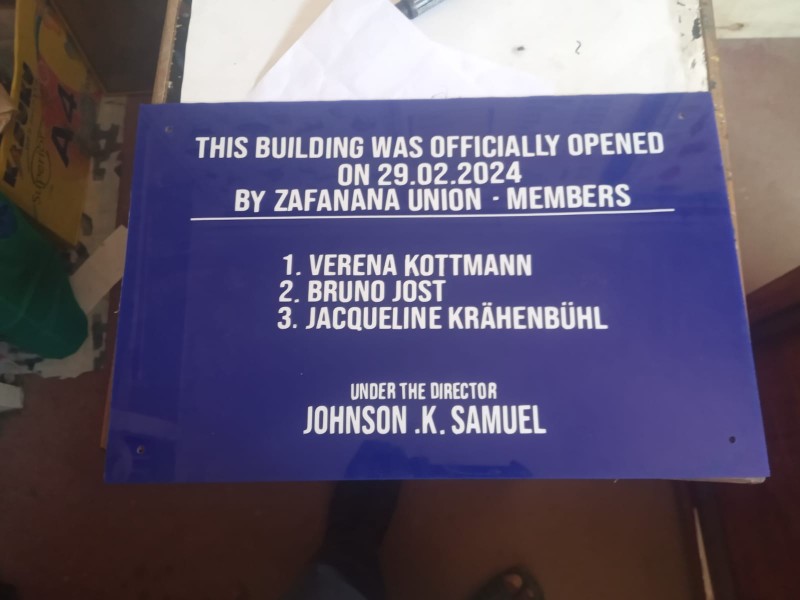 THIS BUILDING WAS OFFICIALLY OPENED
ON 29.02.2024
BY ZAFANANA UNION - MEMBERS
1. VERENA KOTTMANN
2. BRUNO JOST
3. JACQUELINE KRÄHENBÜHL
UNDER THE DIRECTOR
JOHNSON .K. SAMUEL
A4